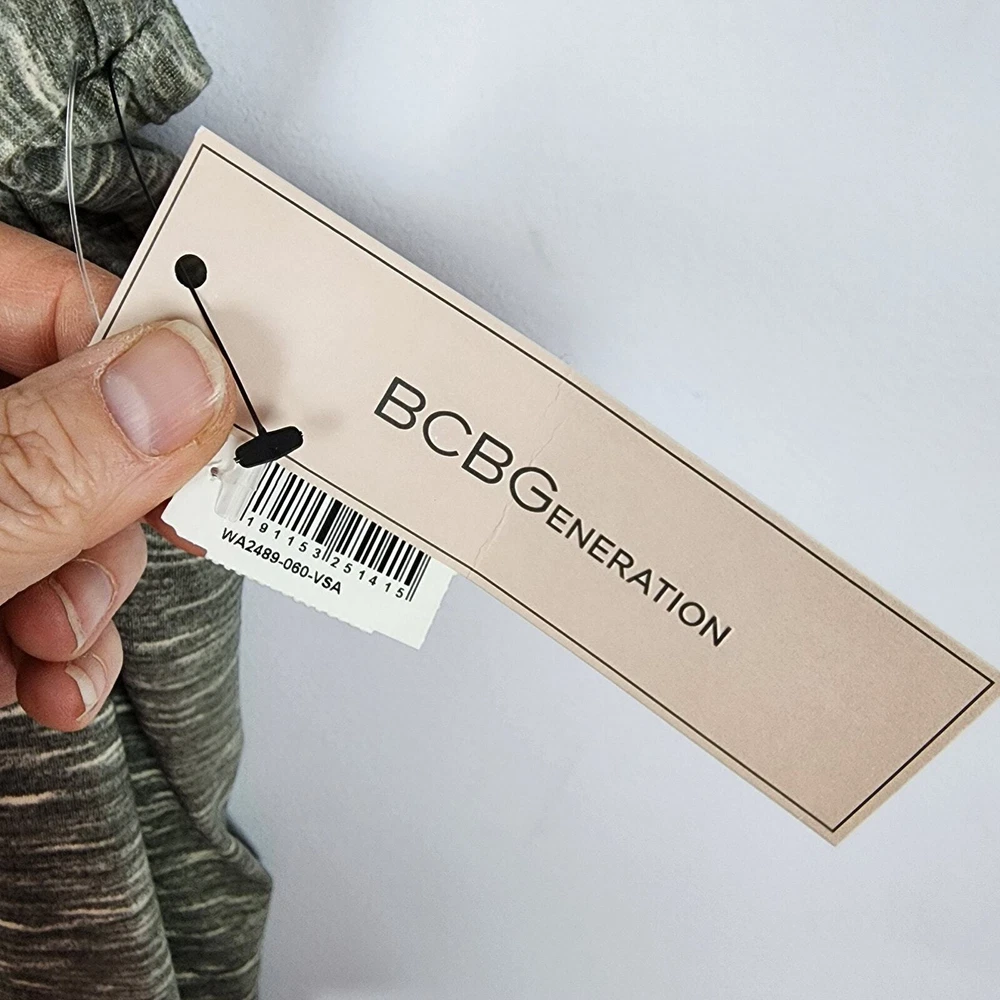 BCBGENERATION
191153251415
WA2489-060-VSA